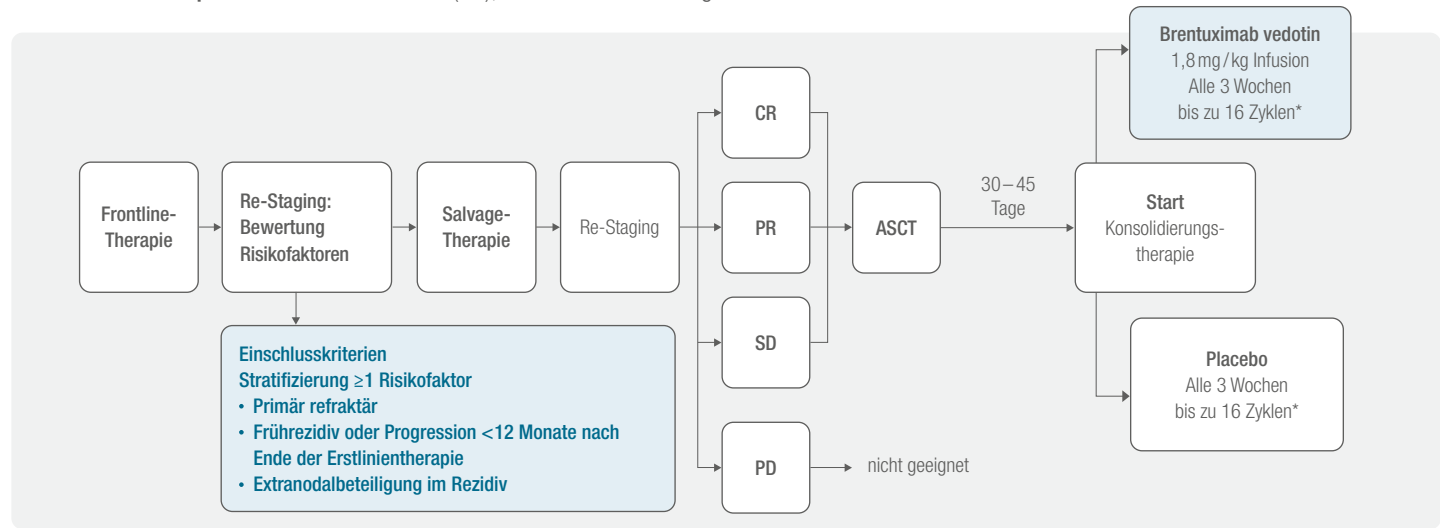 Frontline-
Therapie
Re-Staging:
Bewertung
Risikofaktoren
Salvage-
Therapie
Re-Staging
CR
PR
SD
PD
nicht geeignet
ASCT
30–45
Tage
Start
Konsolidierungs-
therapie
Brentuximab vedotin
1,8 mg/kg Infusion
Alle 3 Wochen
bis zu 16 Zyklen*
Placebo
Alle 3 Wochen
bis zu 16 Zyklen*
Einschlusskriterien
Stratifizierung ≥1 Risikofaktor
• Primär refraktär
• Frührezidiv oder Progression <12 Monate nach
Ende der Erstlinientherapie
• Extranodalbeteiligung im Rezidiv